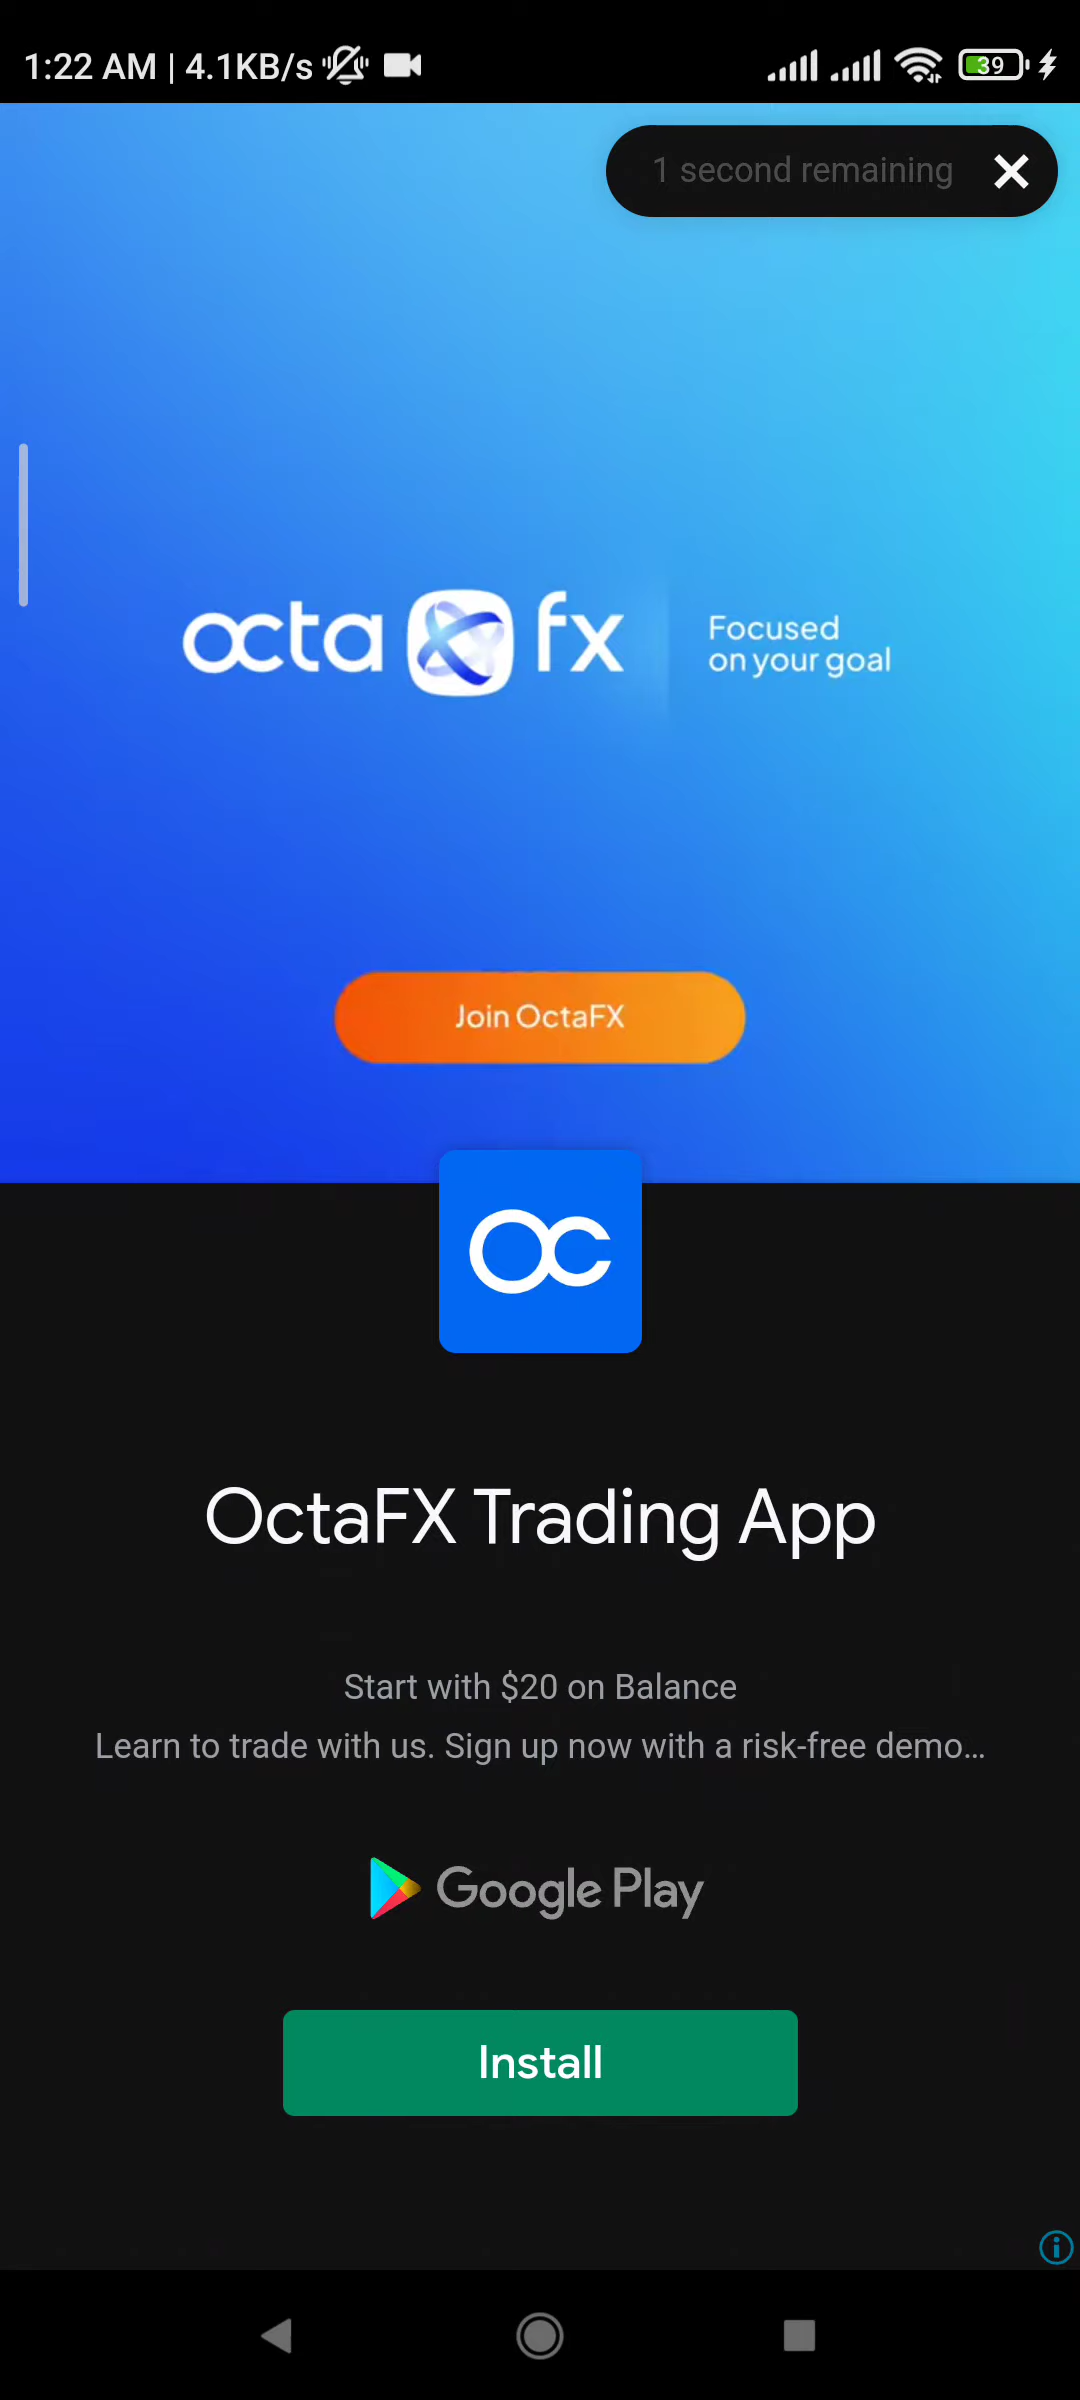 1:22 AM | 4.1KB/s
39
1 second remaining
octa fx
Focused
on your goal
Join OctaFX
OC
OctaFX Trading App
Start with $20 on Balance
Learn to trade with us. Sign up now with a risk-free demo...
Google Play
Install